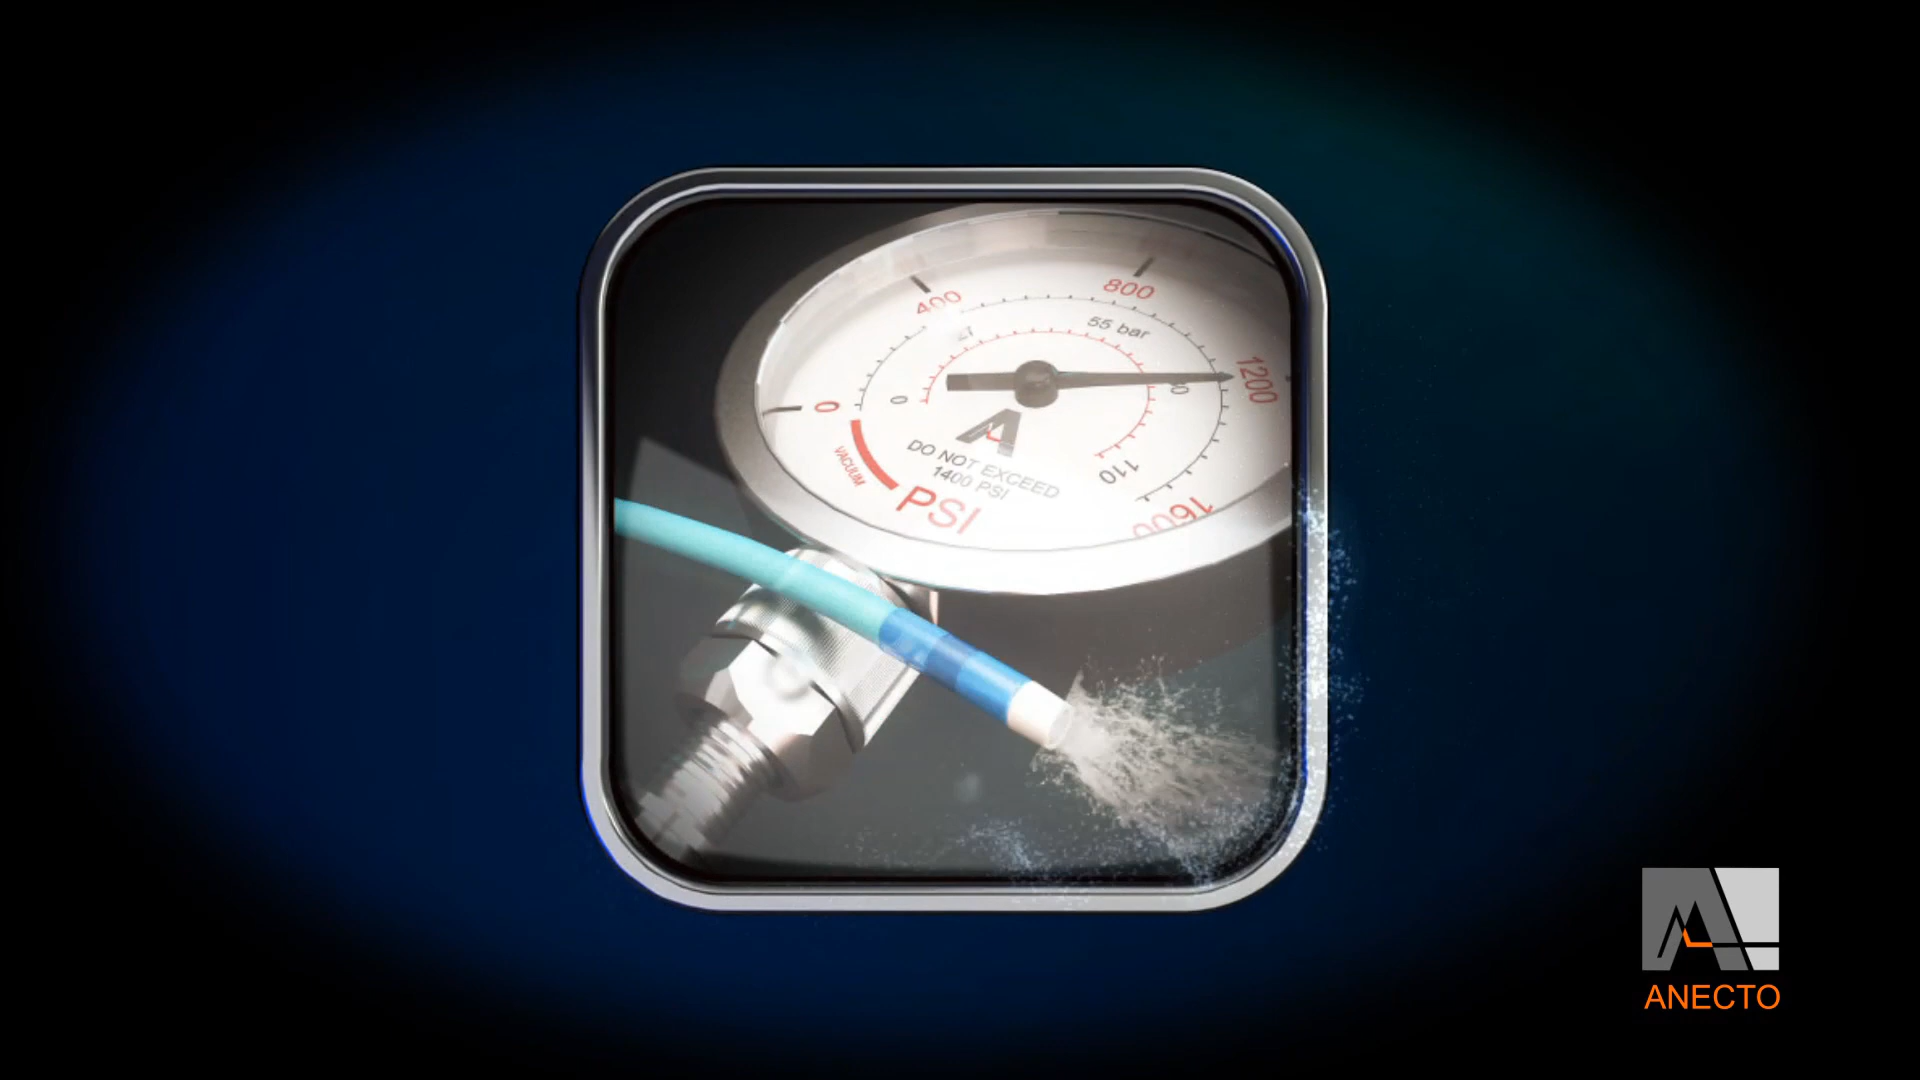 400
800
55 bar
1200
0
0
110
VACUUM
DO NOT EXCEED
1400 PSI
PSI
1600
ANECTO